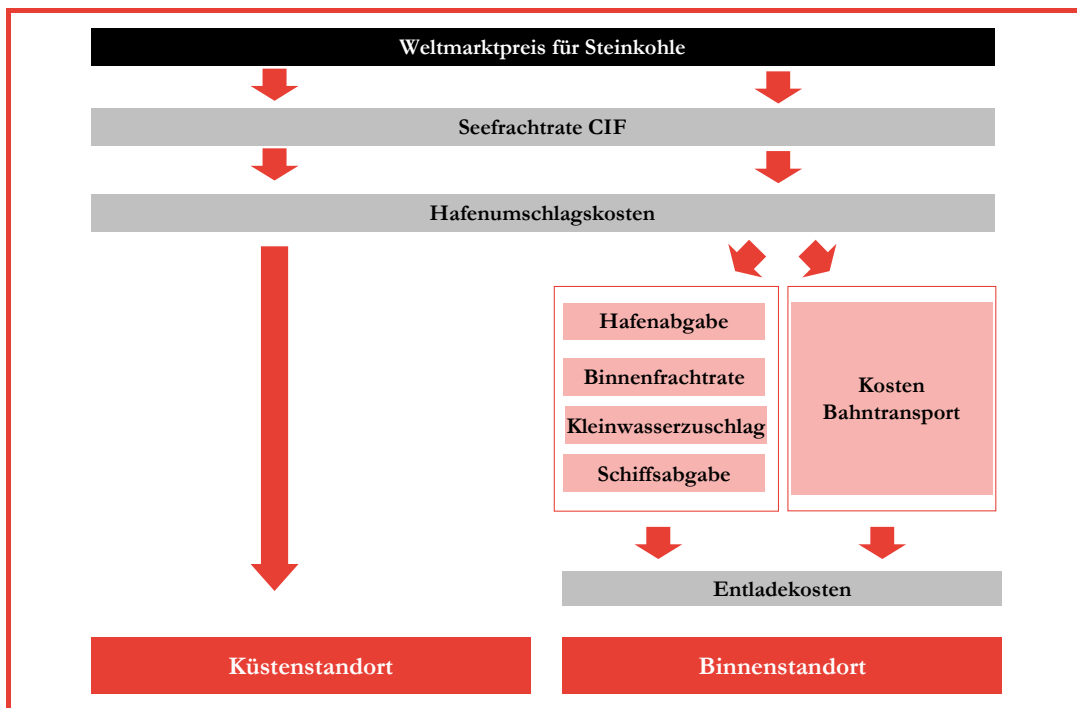 Weltmarktpreis für Steinkohle
Seefrachtrate CIF
Hafenumschlagskosten
Hafenabgabe
Binnenfrachtrate
Kleinwasserzuschlag
Schiffsabgabe
Kosten
Bahntransport
Entladekosten
Küstenstandort
Binnenstandort